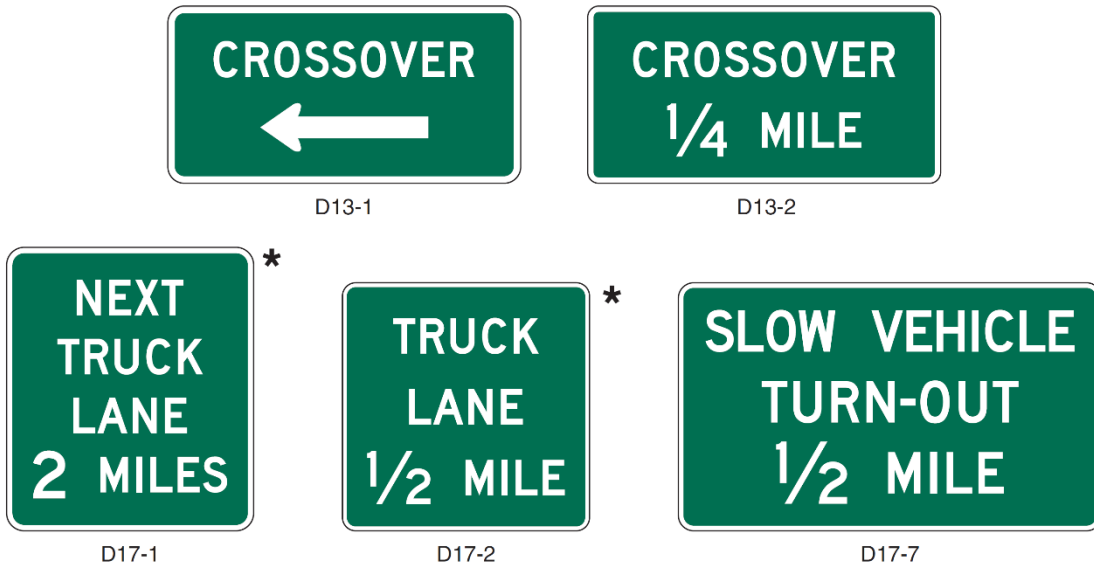 CROSSOVER
D13-1
CROSSOVER
1/4 MILE
D13-2
NEXT
TRUCK
LANE
2 MILES
*
D17-1
TRUCK
LANE
1/2 MILE
*
D17-2
SLOW VEHICLE
TURN-OUT
1/2 MILE
D17-7